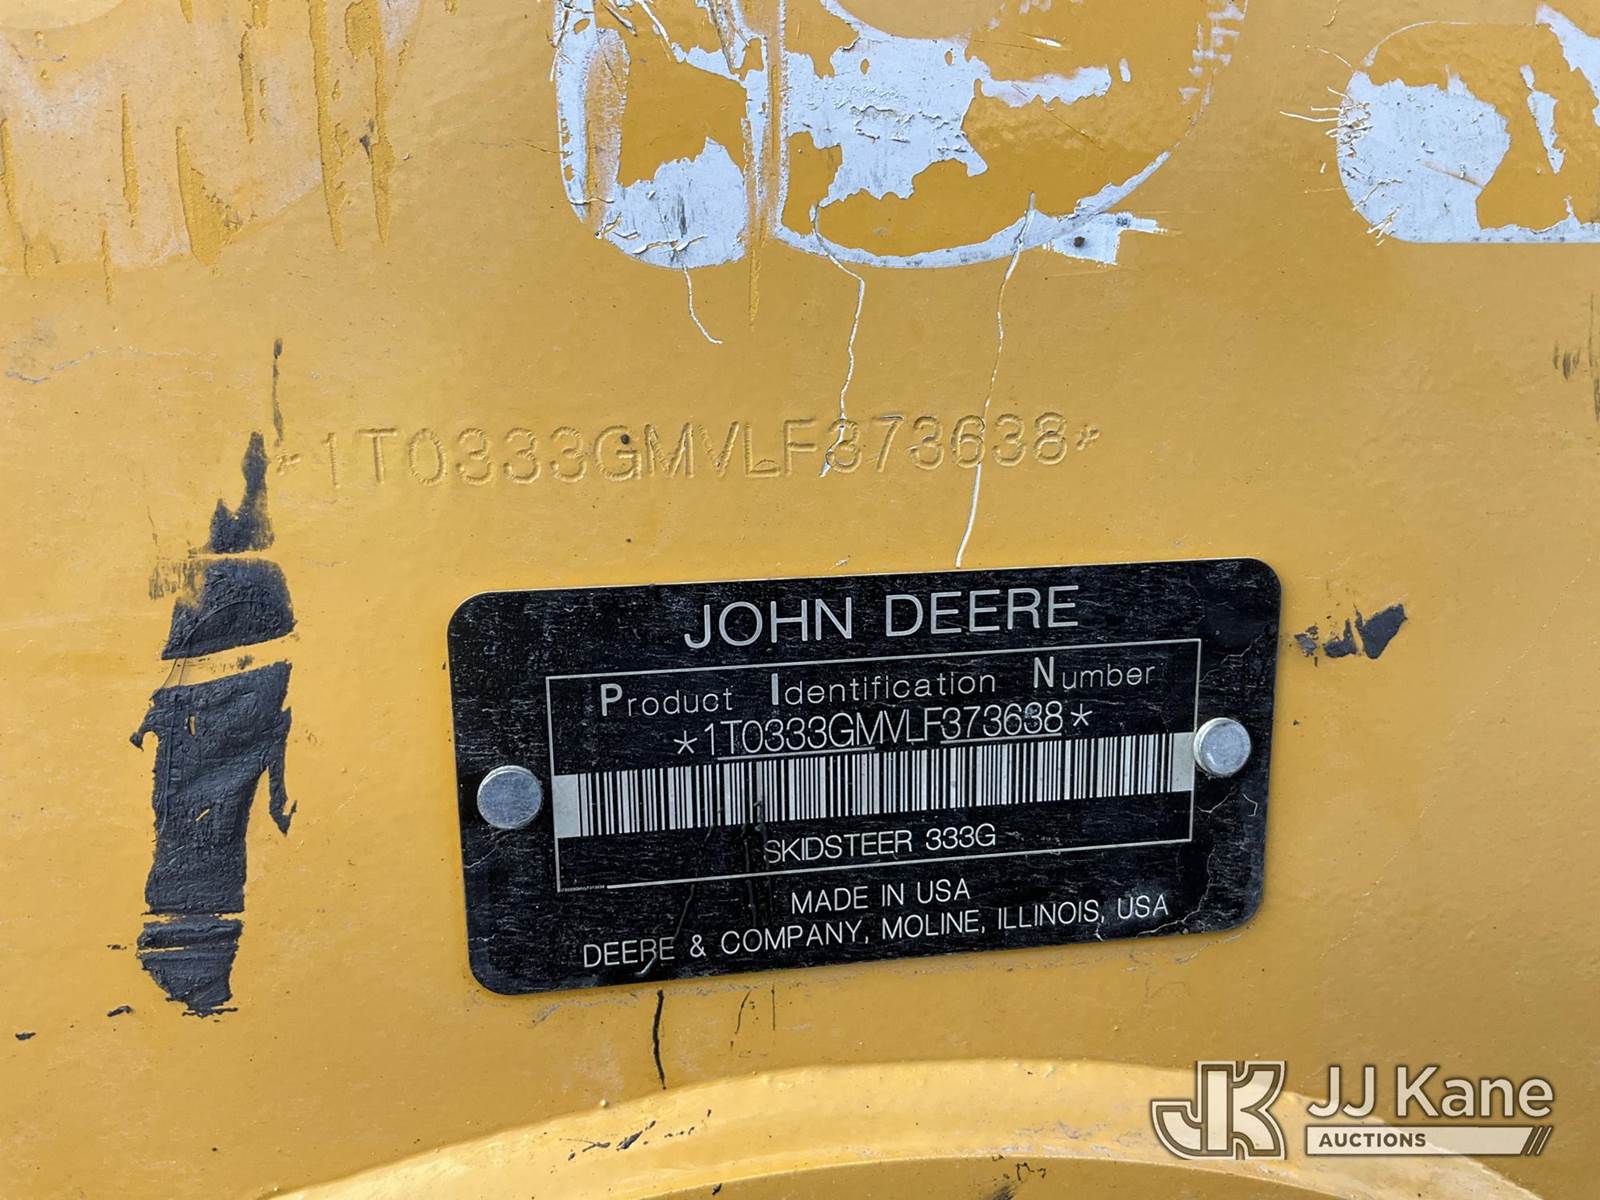 *1T0333GMVLF373638*
JOHN DEERE
Product Identification Number
*1T0333GMVLF373638*
SKIDSTEER 333G
MADE IN USA
DEERE & COMPANY, MOLINE, ILLINOIS, USA
JK JJ Kane
AUCTIONS